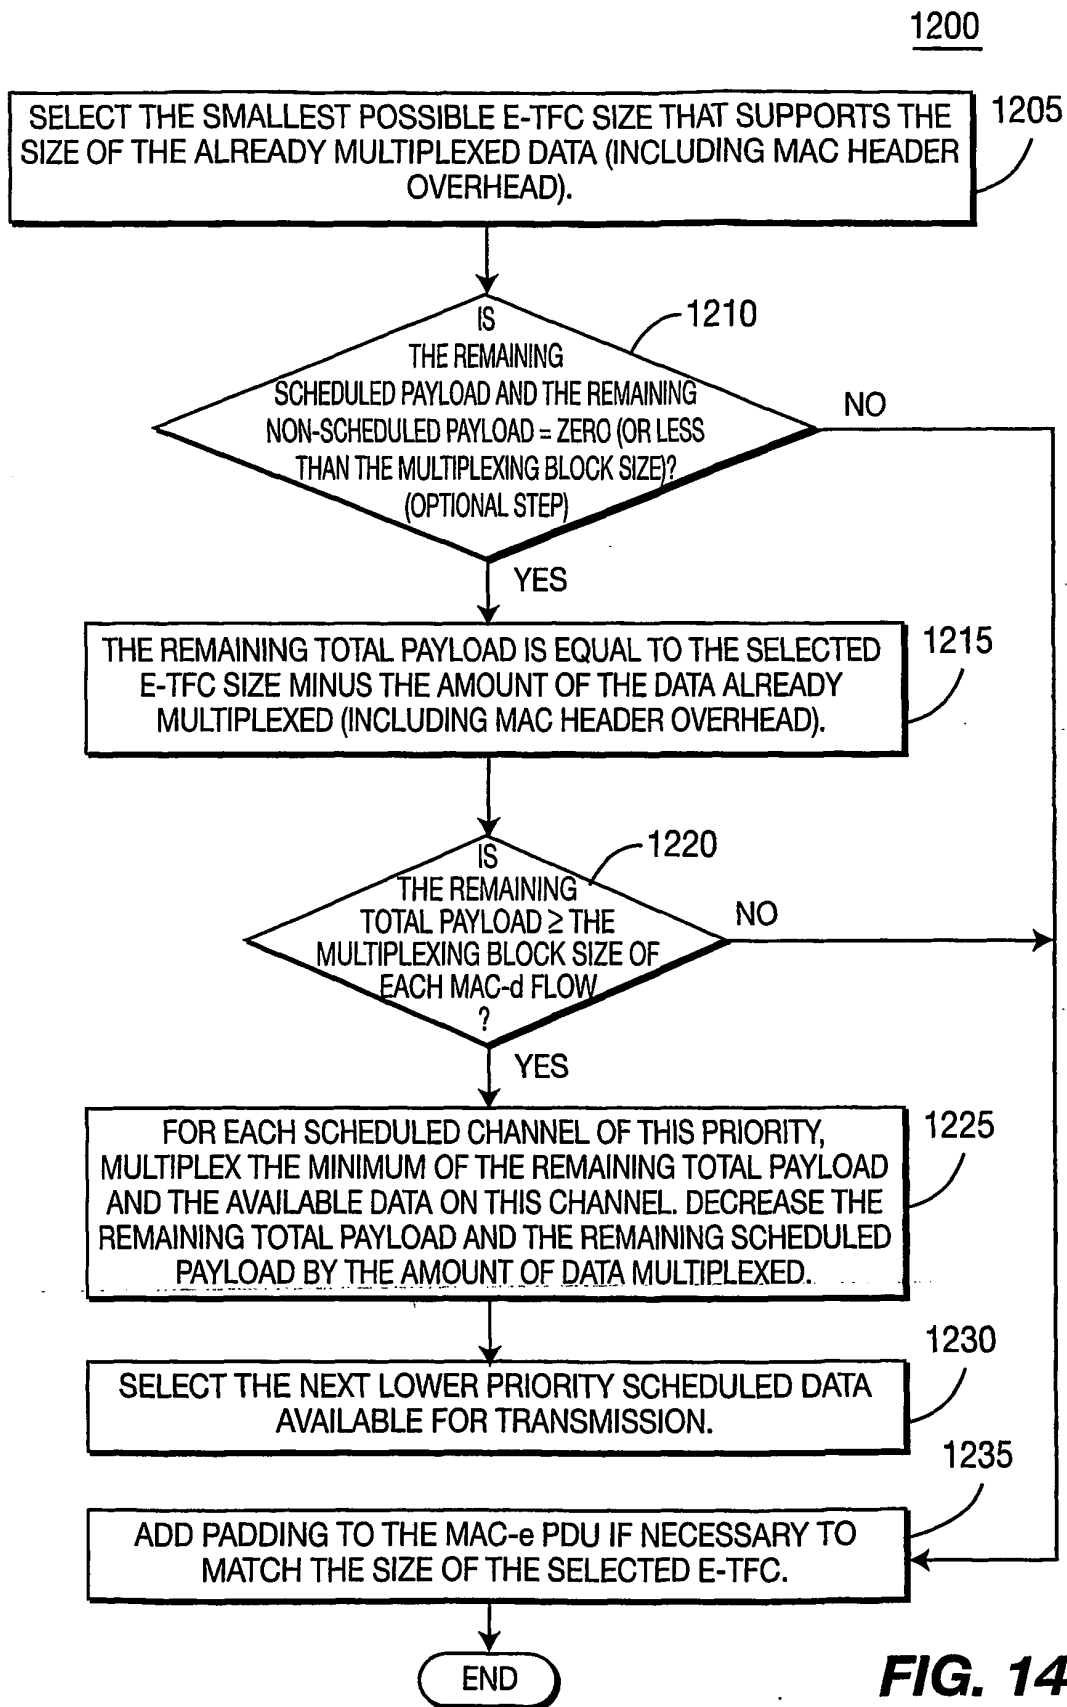 1200
SELECT THE SMALLEST POSSIBLE E-TFC SIZE THAT SUPPORTS THE
SIZE OF THE ALREADY MULTIPLEXED DATA (INCLUDING MAC HEADER
OVERHEAD).
1205
IS
THE REMAINING
SCHEDULED PAYLOAD AND THE REMAINING
NON-SCHEDULED PAYLOAD = ZERO (OR LESS
THAN THE MULTIPLEXING BLOCK SIZE)?
(OPTIONAL STEP)
1210
NO
YES
THE REMAINING TOTAL PAYLOAD IS EQUAL TO THE SELECTED
E-TFC SIZE MINUS THE AMOUNT OF THE DATA ALREADY
MULTIPLEXED (INCLUDING MAC HEADER OVERHEAD).
1215
IS
THE REMAINING
TOTAL PAYLOAD ≥ THE
MULTIPLEXING BLOCK SIZE OF
EACH MAC-d FLOW
?
1220
NO
YES
FOR EACH SCHEDULED CHANNEL OF THIS PRIORITY,
MULTIPLEX THE MINIMUM OF THE REMAINING TOTAL PAYLOAD
AND THE AVAILABLE DATA ON THIS CHANNEL. DECREASE THE
REMAINING TOTAL PAYLOAD AND THE REMAINING SCHEDULED
PAYLOAD BY THE AMOUNT OF DATA MULTIPLEXED.
1225
SELECT THE NEXT LOWER PRIORITY SCHEDULED DATA
AVAILABLE FOR TRANSMISSION.
1230
ADD PADDING TO THE MAC-e PDU IF NECESSARY TO
MATCH THE SIZE OF THE SELECTED E-TFC.
1235
END
FIG. 14